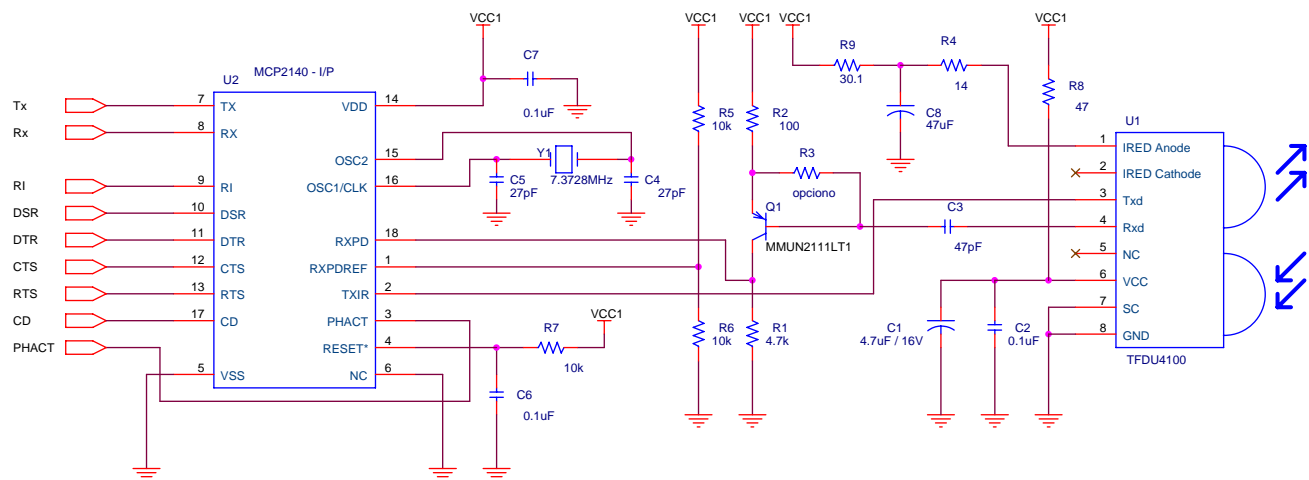 VCC1
VCC1
VCC1
VCC1
VCC1
U2
MCP2140 - I/P
C7
0.1uF
R9
30.1
R4
14
C8
47uF
R8
47
R5
10k
R2
100
R3
opciono
Q1
MMUN2111LT1
C3
47pF
U1
Tx
Rx
RI
DSR
DTR
CTS
RTS
CD
PHACT
7 TX
8 RX
9 RI
10 DSR
11 DTR
12 CTS
13 RTS
17 CD
5 VSS
VDD 14
OSC2 15
OSC1/CLK 16
RXPD 18
RXPDREF 1
TXIR 2
PHACT 3
RESET* 4
NC 6
Y1
7.3728MHz
C5
27pF
C4
27pF
VCC1
R7
10k
C6
0.1uF
R6
10k
R1
4.7k
C1
4.7uF / 16V
C2
0.1uF
1 IRED Anode
2 IRED Cathode
3 Txd
4 Rxd
5 NC
6 VCC
7 SC
8 GND
TFDU4100